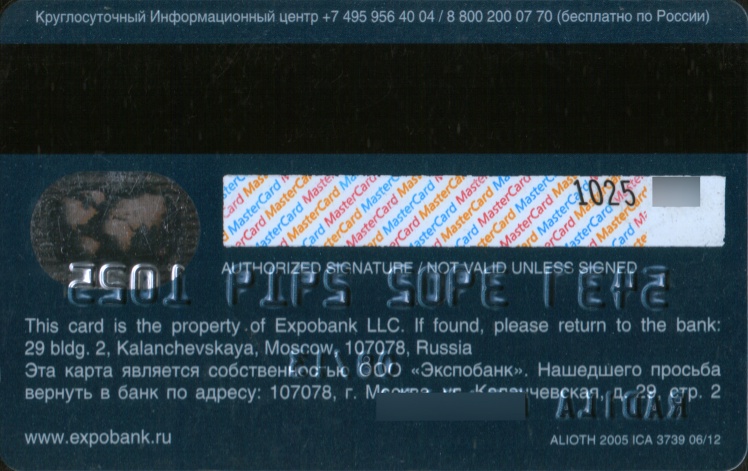 Круглосуточный Информационный центр +7 495 956 40 04 / 8 800 200 07 70 (бесплатно по России)
MasterCard MasterCard MasterCard
1025
AUTHORIZED SIGNATURE / NOT VALID UNLESS SIGNED
This card is the property of Expobank LLC. If found, please return to the bank:
29 bldg. 2, Kalanchevskaya, Moscow, 107078, Russia
Эта карта является собственностью ООО «Экспобанк». Нашедшего просьба
вернуть в банк по адресу: 107078, г. Москва, ул. Каланчевская, д. 29, стр. 2
www.expobank.ru
ALIOTH 2005 ICA 3739 06/12